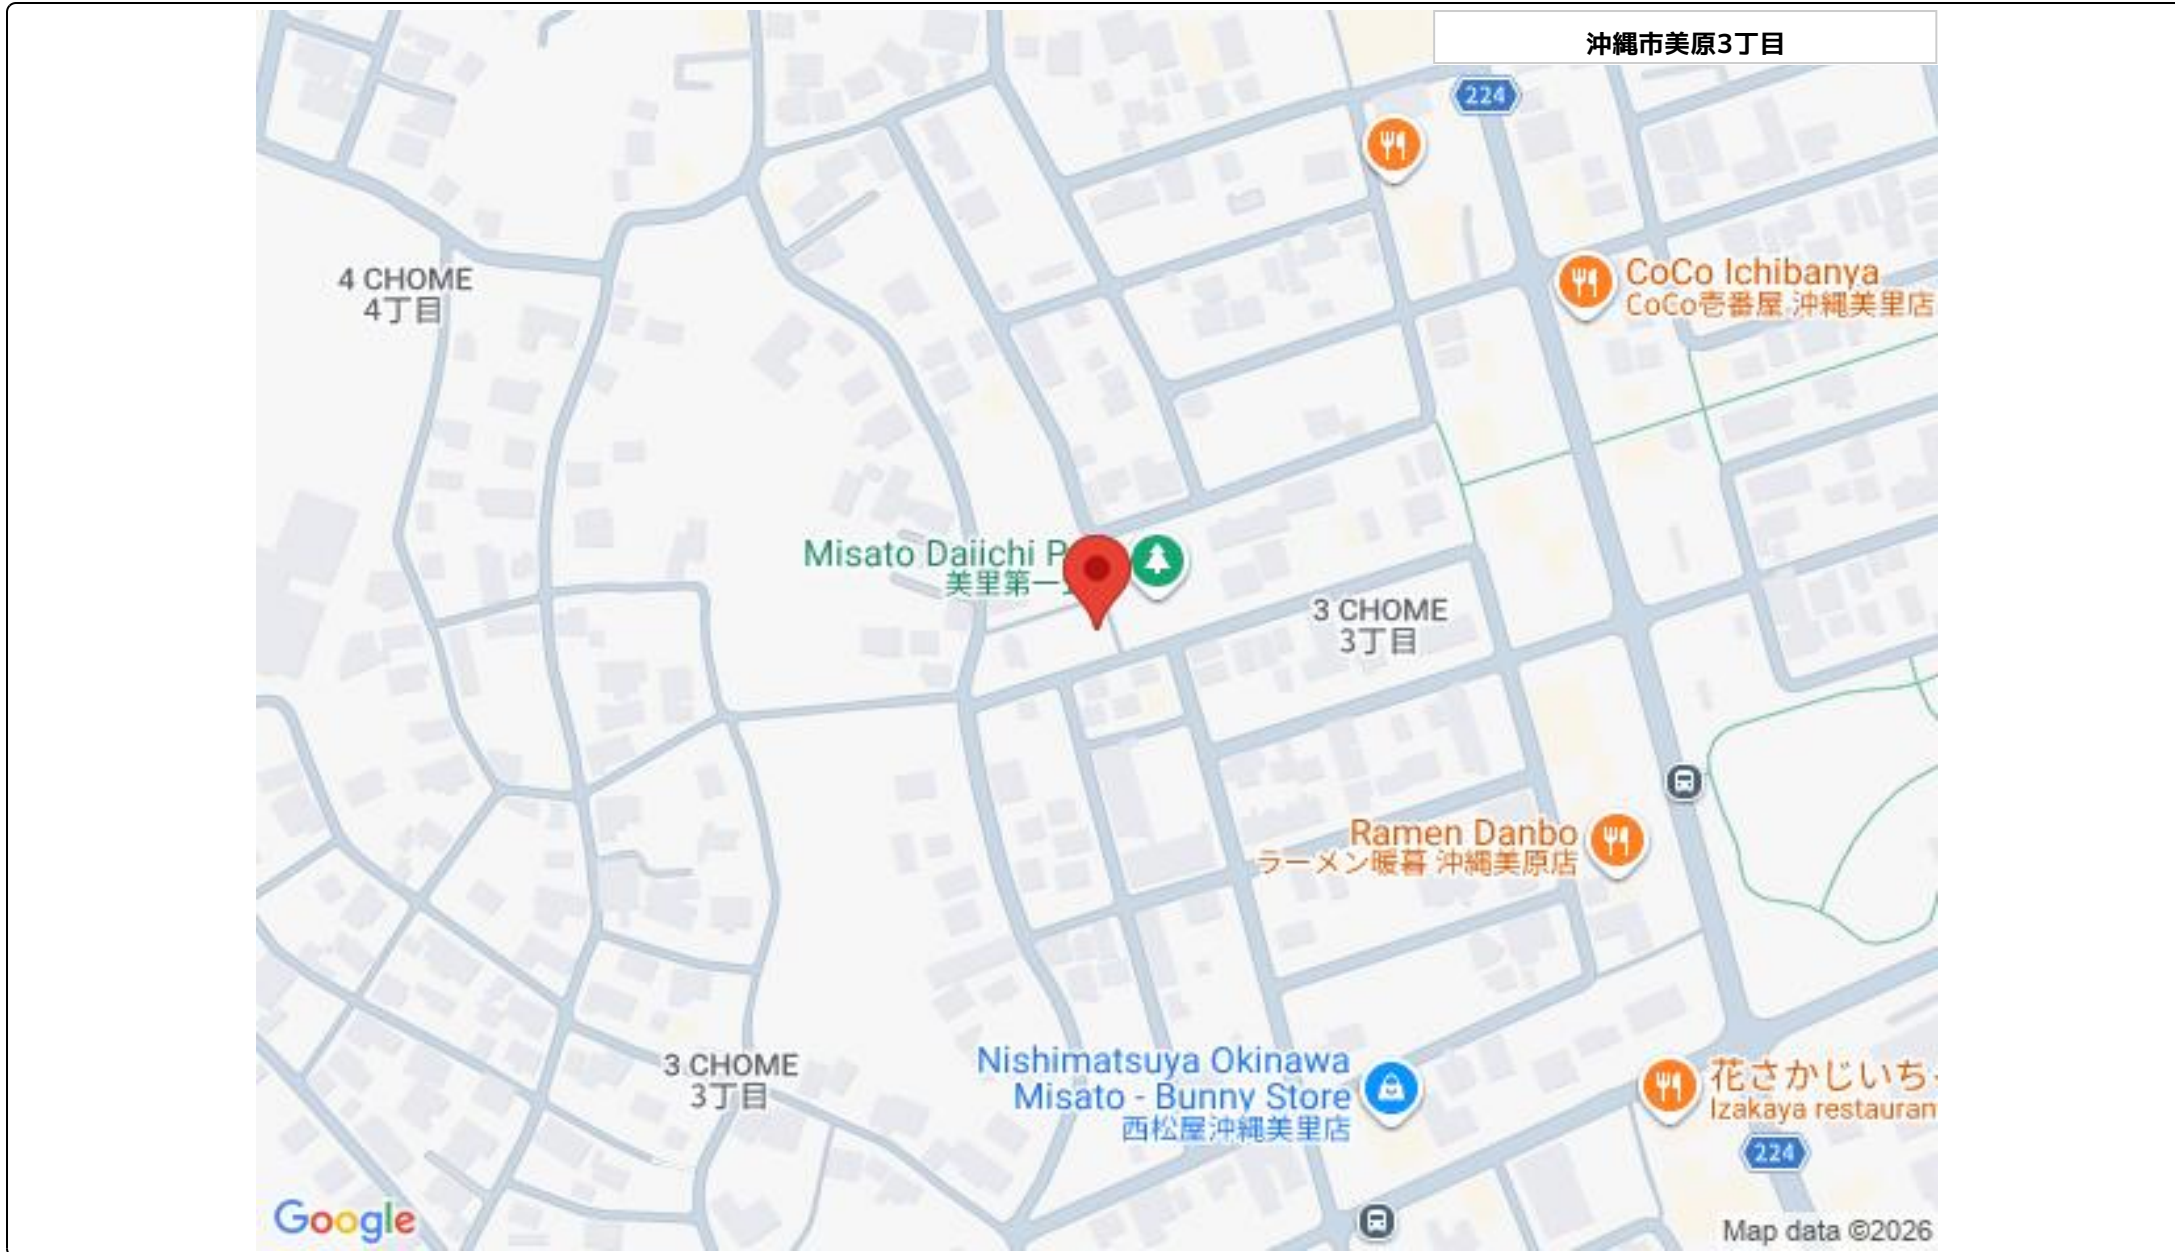 沖縄市美原3丁目
224
CoCo Ichibanya
CoCo壱番屋 沖縄美里店
4 CHOME
4丁目
Misato Daiichi P
美里第一
3 CHOME
3丁目
Ramen Danbo
ラーメン暖暮 沖縄美原店
3 CHOME
3丁目
Nishimatsuya Okinawa
Misato - Bunny Store
西松屋沖縄美里店
花さかじいち
Izakaya restauran
224
Google
Map data ©2026